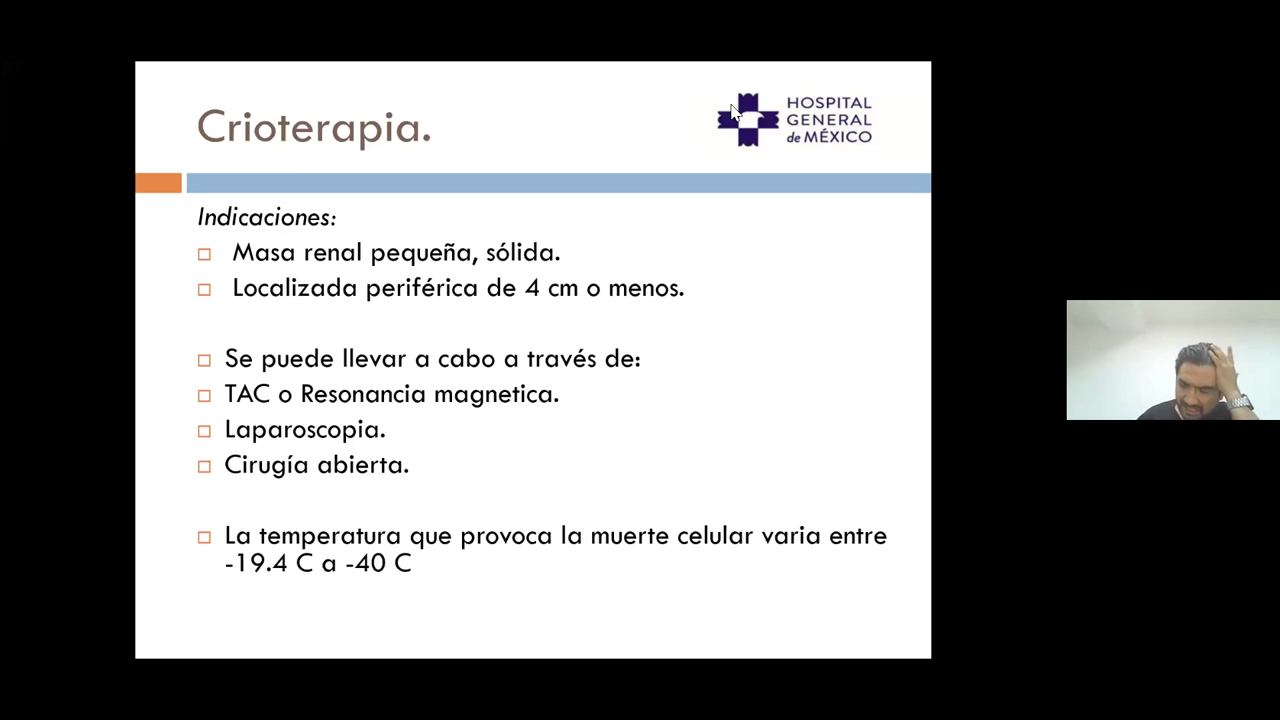 Crioterapia.
HOSPITAL
GENERAL
de MÉXICO
Indicaciones:
Masa renal pequeña, sólida.
Localizada periférica de 4 cm o menos.
Se puede llevar a cabo a través de:
TAC o Resonancia magnetica.
Laparoscopia.
Cirugía abierta.
La temperatura que provoca la muerte celular varia entre
-19.4 C a -40 C